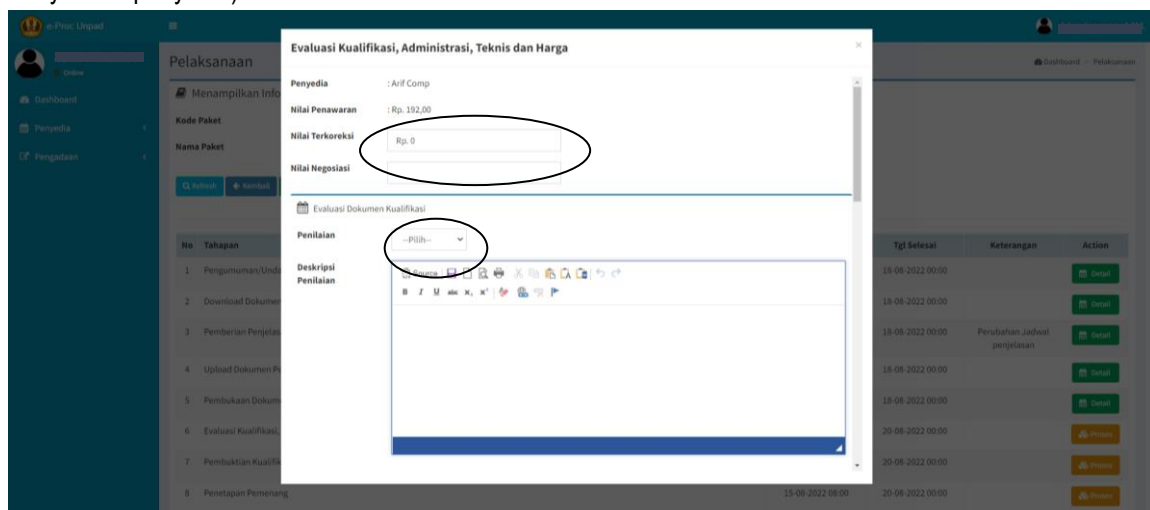 e-Proc Unpad
Online
Dashboard
Penyedia
Pengadaan
Pelaksanaan
Dashboard - Pelaksanaan
Menampilkan Info
Kode Paket
Nama Paket
Refresh Kembali
Evaluasi Kualifikasi, Administrasi, Teknis dan Harga ×
Penyedia : Arif Comp
Nilai Penawaran : Rp. 192,00
Nilai Terkoreksi Rp. 0
Nilai Negosiasi
Evaluasi Dokumen Kualifikasi
Penilaian --Pilih--
Deskripsi Penilaian
Source
B I U abc x, x'
No Tahapan Tgl Selesai Keterangan Action
1 Pengumuman/Unda 18-08-2022 00:00 Detail
2 Download Dokumen 18-08-2022 00:00 Detail
3 Pemberian Penjelas 18-08-2022 00:00 Perubahan Jadwal penjelasan Detail
4 Upload Dokumen Pe 18-08-2022 00:00 Detail
5 Pembukaan Dokum 18-08-2022 00:00 Detail
6 Evaluasi Kualifikasi, 20-08-2022 00:00 Proses
7 Pembuktian Kualifik 20-08-2022 00:00 Proses
8 Penetapan Pemenang 15-08-2022 08:00 20-08-2022 00:00 Proses